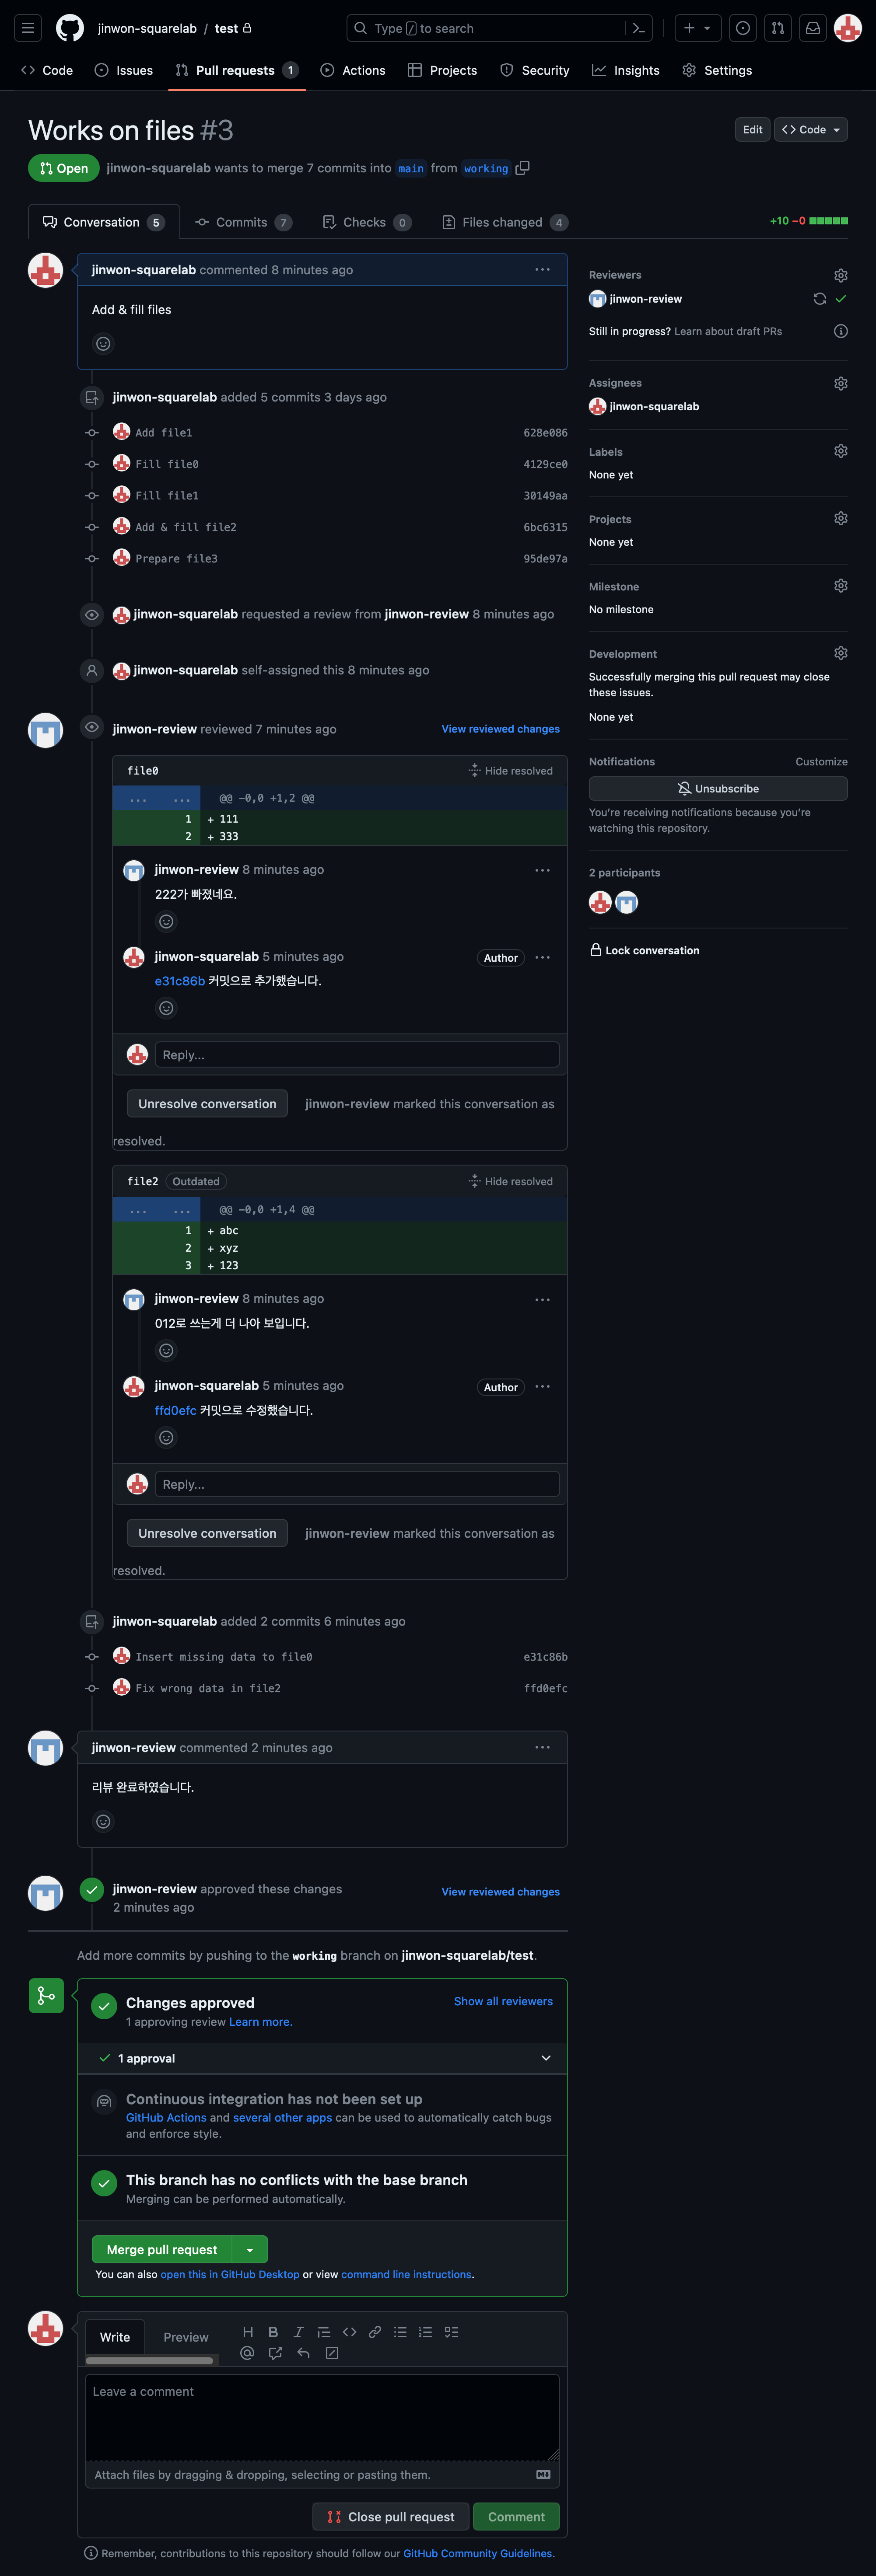 jinwon-squarelab / test
Type / to search
Code Issues Pull requests 1 Actions Projects Security Insights Settings
Works on files #3
Edit <> Code
Open jinwon-squarelab wants to merge 7 commits into main from working
Conversation 5 Commits 7 Checks 0 Files changed 4 +10 −0
jinwon-squarelab commented 8 minutes ago
Add & fill files
jinwon-squarelab added 5 commits 3 days ago
Add file1 628e086
Fill file0 4129ce0
Fill file1 30149aa
Add & fill file2 6bc6315
Prepare file3 95de97a
jinwon-squarelab requested a review from jinwon-review 8 minutes ago
jinwon-squarelab self-assigned this 8 minutes ago
jinwon-review reviewed 7 minutes ago View reviewed changes
file0 Hide resolved
... ... @@ -0,0 +1,2 @@
1 + 111
2 + 333
jinwon-review 8 minutes ago
222가 빠졌네요.
jinwon-squarelab 5 minutes ago Author
e31c86b 커밋으로 추가했습니다.
Reply...
Unresolve conversation jinwon-review marked this conversation as
resolved.
file2 Outdated Hide resolved
... ... @@ -0,0 +1,4 @@
1 + abc
2 + xyz
3 + 123
jinwon-review 8 minutes ago
012로 쓰는게 더 나아 보입니다.
jinwon-squarelab 5 minutes ago Author
ffd0efc 커밋으로 수정했습니다.
Reply...
Unresolve conversation jinwon-review marked this conversation as
resolved.
jinwon-squarelab added 2 commits 6 minutes ago
Insert missing data to file0 e31c86b
Fix wrong data in file2 ffd0efc
jinwon-review commented 2 minutes ago
리뷰 완료하였습니다.
jinwon-review approved these changes View reviewed changes
2 minutes ago
Add more commits by pushing to the working branch on jinwon-squarelab/test.
Changes approved Show all reviewers
1 approving review Learn more.
1 approval
Continuous integration has not been set up
GitHub Actions and several other apps can be used to automatically catch bugs
and enforce style.
This branch has no conflicts with the base branch
Merging can be performed automatically.
Merge pull request
You can also open this in GitHub Desktop or view command line instructions.
Write Preview
Leave a comment
Attach files by dragging & dropping, selecting or pasting them.
Close pull request Comment
Remember, contributions to this repository should follow our GitHub Community Guidelines.
Reviewers
jinwon-review
Still in progress? Learn about draft PRs
Assignees
jinwon-squarelab
Labels
None yet
Projects
None yet
Milestone
No milestone
Development
Successfully merging this pull request may close
these issues.
None yet
Notifications Customize
Unsubscribe
You're receiving notifications because you're
watching this repository.
2 participants
Lock conversation